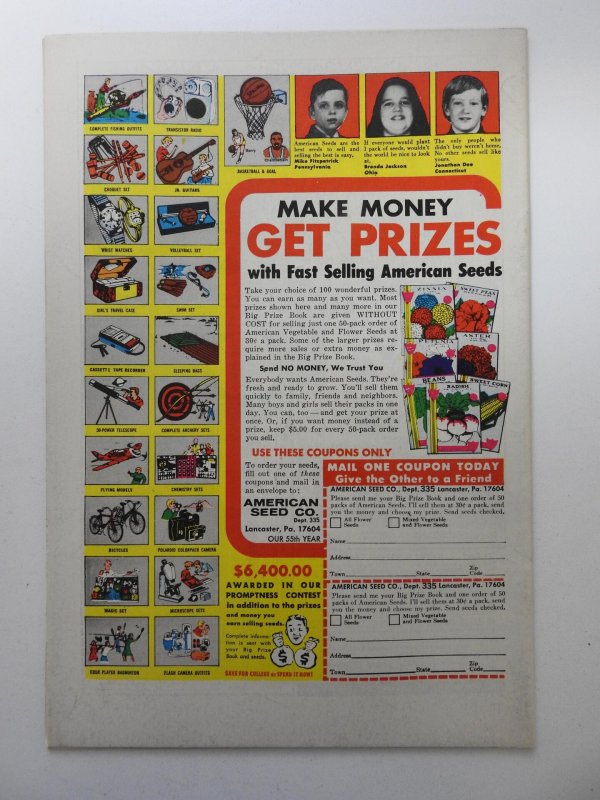 COMPLETE FISHING OUTFITS
TRANSISTOR RADIO
CROQUET SET
JR. GUITARS
BASKETBALL & GOAL
WRIST WATCHES
VOLLEYBALL SET
GIRL'S TRAVEL CASE
SWIM SET
CASSETTE TAPE RECORDER
SLEEPING BAGS
50-POWER TELESCOPE
COMPLETE ARCHERY SETS
FLYING MODELS
CHEMISTRY SETS
BICYCLES
POLAROID COLORPACK CAMERA
MAGIC SET
MICROSCOPE SETS
FOUR PLAYER BADMINTON
FLASH CAMERA OUTFITS
American Seeds are the
best seeds to sell and
selling the best is easy.
Mike Fitzpatrick
Pennsylvania
If everyone would plant
1 pack of seeds, wouldn't
the world be nice to look
at.
Brenda Jackson
Ohio
The only people who
didn't buy weren't home,
No other seeds sell like
yours.
Jonathan Dee
Connecticut
MAKE MONEY
GET PRIZES
with Fast Selling American Seeds
Take your choice of 100 wonderful prizes.
You can earn as many as you want. Most
prizes shown here and many more in our
Big Prize Book are given WITHOUT
COST for selling just one 50-pack order of
American Vegetable and Flower Seeds at
30¢ a pack. Some of the larger prizes re-
quire more sales or extra money as ex-
plained in the Big Prize Book.
Send NO MONEY, We Trust You
Everybody wants American Seeds. They're
fresh and ready to grow. You'll sell them
quickly to family, friends and neighbors.
Many boys and girls sell their packs in one
day. You can, too — and get your prize at
once. Or, if you want money instead of a
prize, keep $5.00 for every 50-pack order
you sell.
ZINNIA
SWEET PEAS
PETUNIA
ASTER
BEANS
RADISH
SWEET CORN
USE THESE COUPONS ONLY
To order your seeds,
fill out one of these
coupons and mail in
an envelope to:
AMERICAN
SEED CO.
Dept. 335
Lancaster, Pa. 17604
OUR 55th YEAR
$6,400.00
AWARDED IN OUR
PROMPTNESS CONTEST
in addition to the prizes
and money you
earn selling seeds.
Complete informa-
tion is sent with
your Big Prize
Book and seeds.
$ $
SAVE FOR COLLEGE or SPEND IT NOW!
MAIL ONE COUPON TODAY
Give the Other to a Friend
AMERICAN SEED CO., Dept. 335 Lancaster, Pa. 17604
Please send me your Big Prize Book and one order of 50
packs of American Seeds. I'll sell them at 30¢ a pack, send
you the money and choose my prize. Send seeds checked.
All Flower
Seeds
Mixed Vegetable
and Flower Seeds
Name
Address
Town State Zip Code
AMERICAN SEED CO., Dept. 335 Lancaster, Pa. 17604
Please send me your Big Prize Book and one order of 50
packs of American Seeds. I'll sell them at 30¢ a pack, send
you the money and choose my prize. Send seeds checked.
All Flower
Seeds
Mixed Vegetable
and Flower Seeds
Name
Address
Town State Zip Code